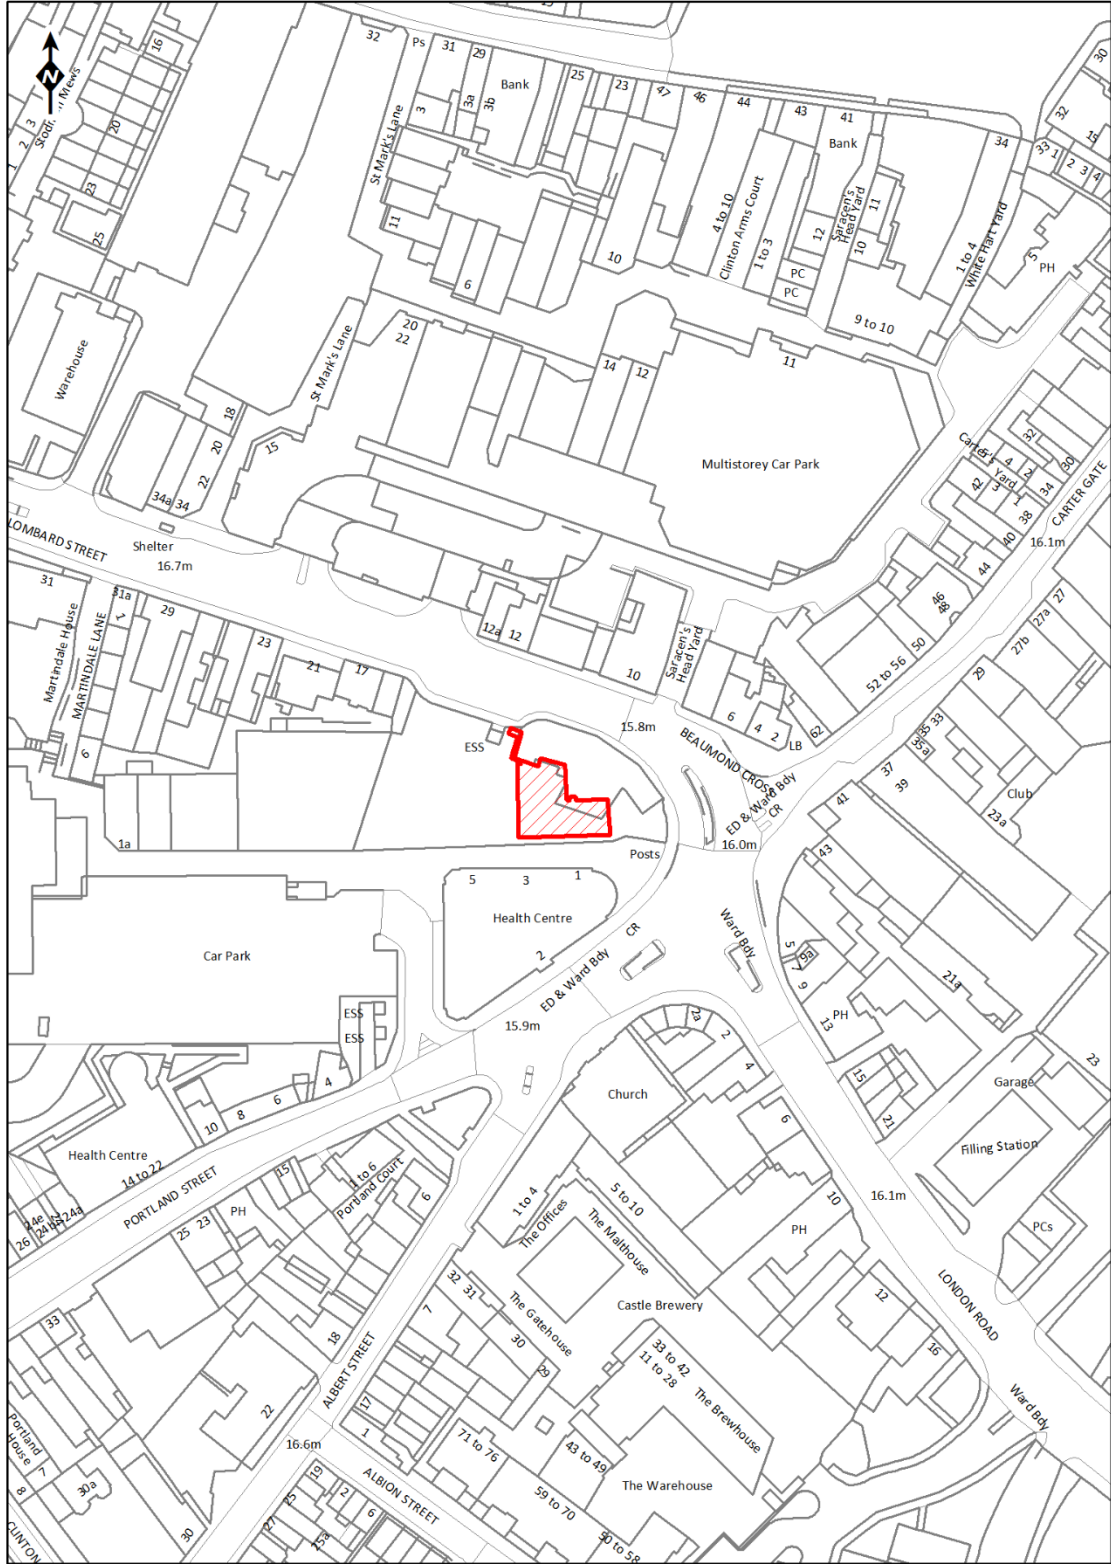 N
32
Ps
31
29
3a
3b
Bank
25
23
47
46
44
43
41
Bank
34
30
32
15
33
1
2
3
4
16
20
3
2
1
23
25
3
St Mark's Lane
11
6
10
4 to 10
Clinton Arms Court
1 to 3
12
PC
PC
Saracen's
Head Yard
11
10
9 to 10
1 to 4
White Hart Yard
5
PH
Warehouse
St Mark's Lane
20
22
14
12
11
Multistorey Car Park
18
20
22
34a
34
15
LOMBARD STREET
Shelter
16.7m
Carter's
Yard
5
4
2
3
1
32
30
34
42
38
40
44
CARTER GATE
16.1m
46
48
50
52 to 56
62
31
Martindale House
MARTINDALE LANE
31a
1
29
23
21
17
6
12a
12
10
Saracen's
Head Yard
6
4
2
LB
15.8m
BEAUMOND CROSS
ED & Ward Bdy
CR
16.0m
27
27a
27b
29
33
35
35a
37
39
41
43
Club
23a
ESS
1a
Posts
5
3
1
Health Centre
2
ED & Ward Bdy
CR
Ward Bdy
5
7
9a
9
13
PH
21a
Car Park
ESS
ESS
15.9m
2a
2
4
Church
6
15
21
Garage
23
Filling Station
10
8
6
4
Health Centre
14 to 22
PORTLAND STREET
24e
24b
24a
26
15
1 to 6
Portland Court
6
PH
25
23
1 to 4
The Offices
5 to 10
The Malthouse
10
16.1m
PH
PCs
LONDON ROAD
12
16
Ward Bdy
32
31
The Gatehouse
30
29
Castle Brewery
33 to 42
11 to 28
The Brewhouse
33
18
7
ALBERT STREET
17
1
22
16.6m
71 to 76
43 to 49
The Warehouse
59 to 70
50 to 58
Portland
House
7
8
30a
30
CLINTON
19
25
27
25a
2
6
ALBION STREET